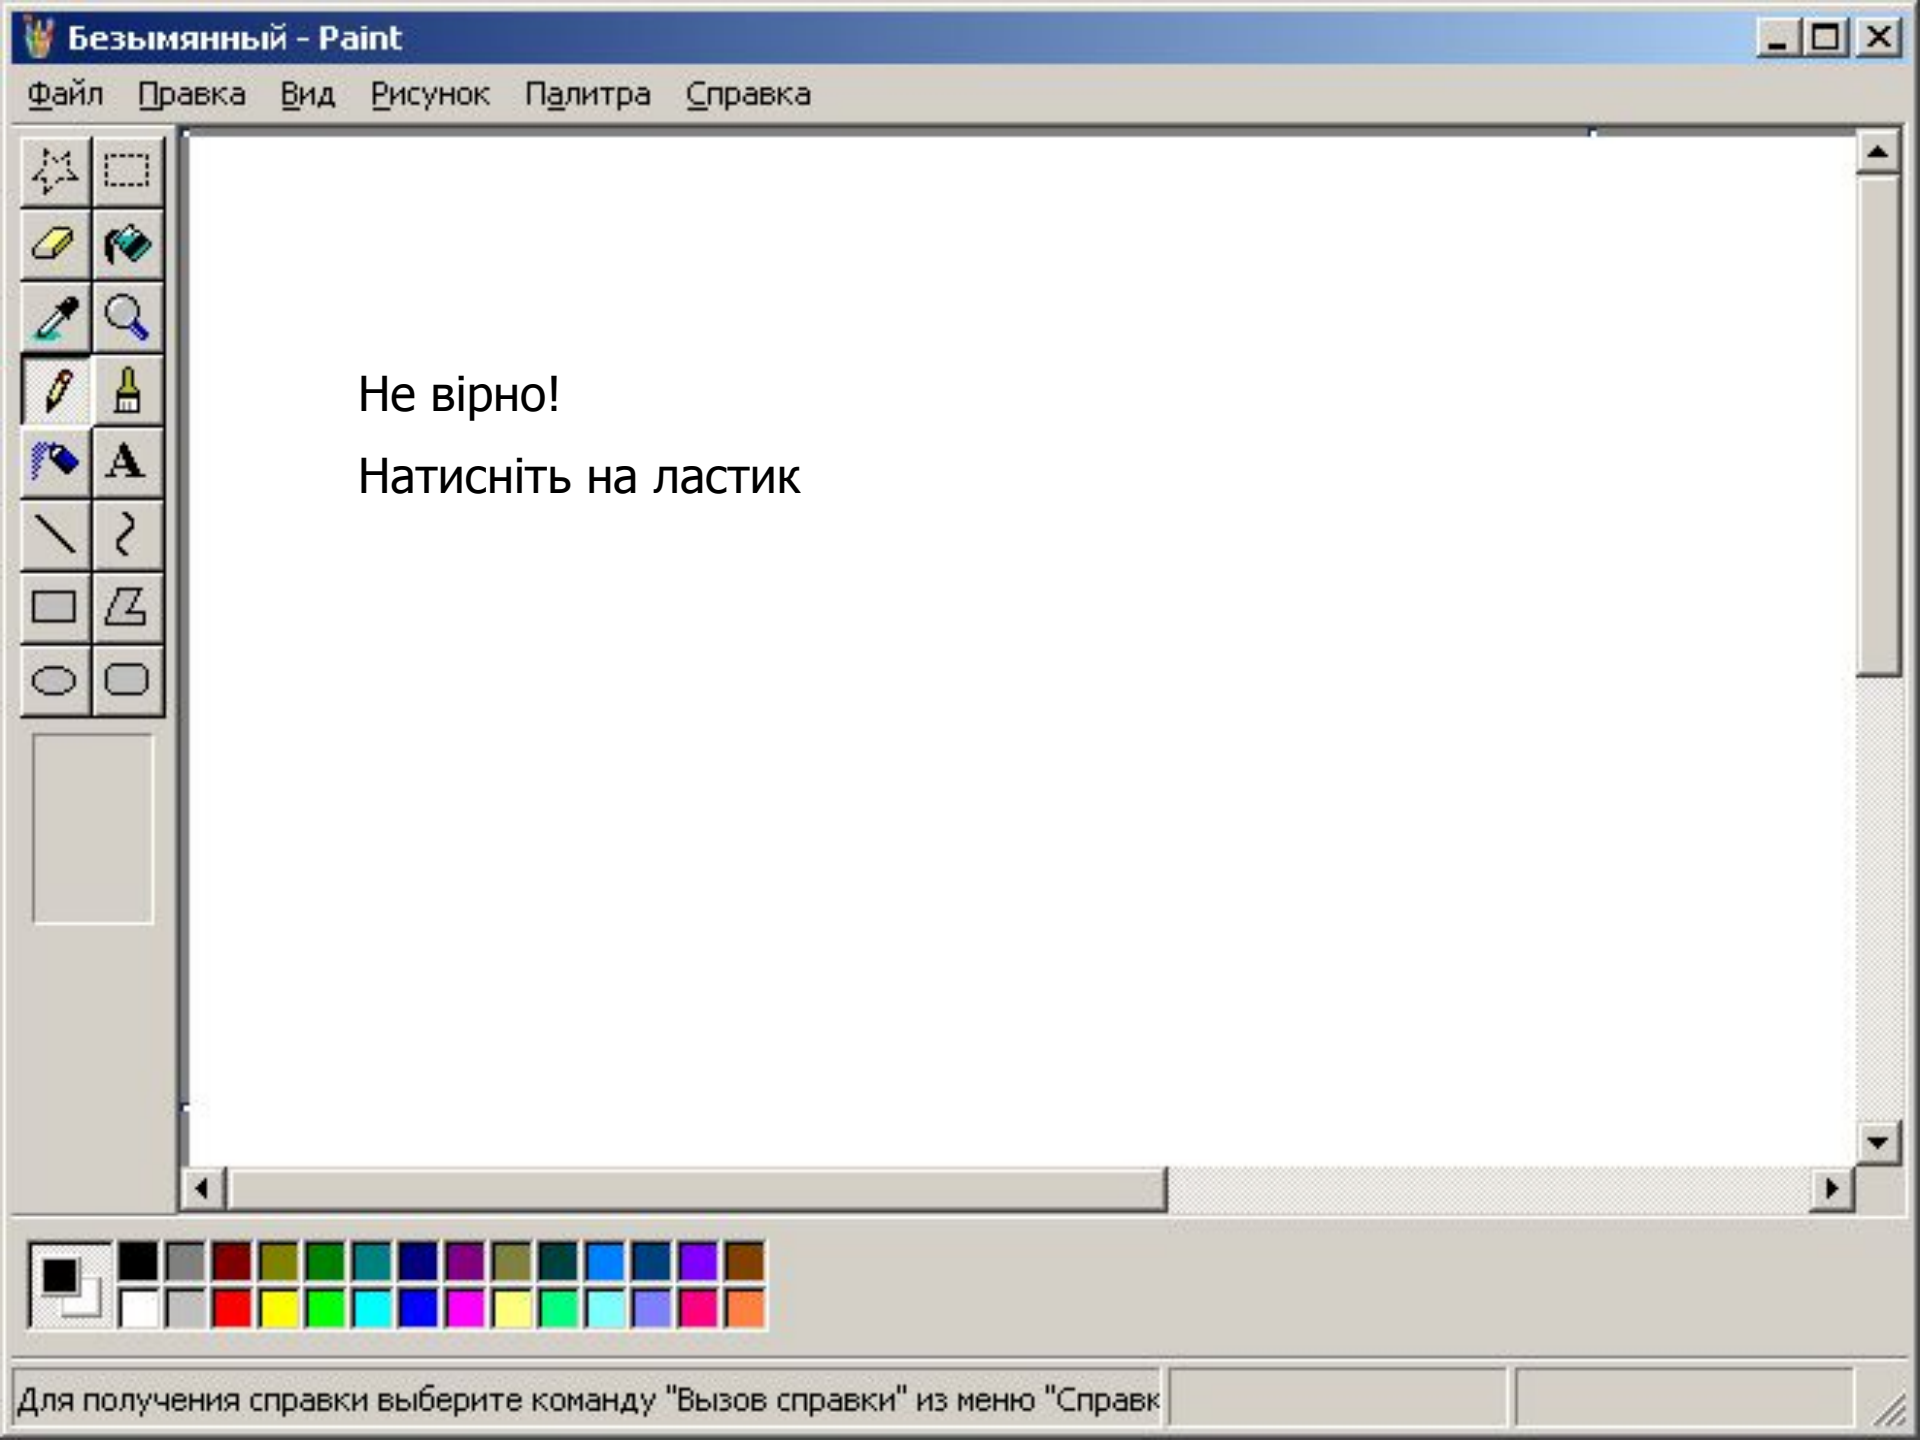 Безымянный - Paint
Файл Правка Вид Рисунок Палитра Справка
A
Не вірно!
Натисніть на ластик
Для получения справки выберите команду "Вызов справки" из меню "Справк